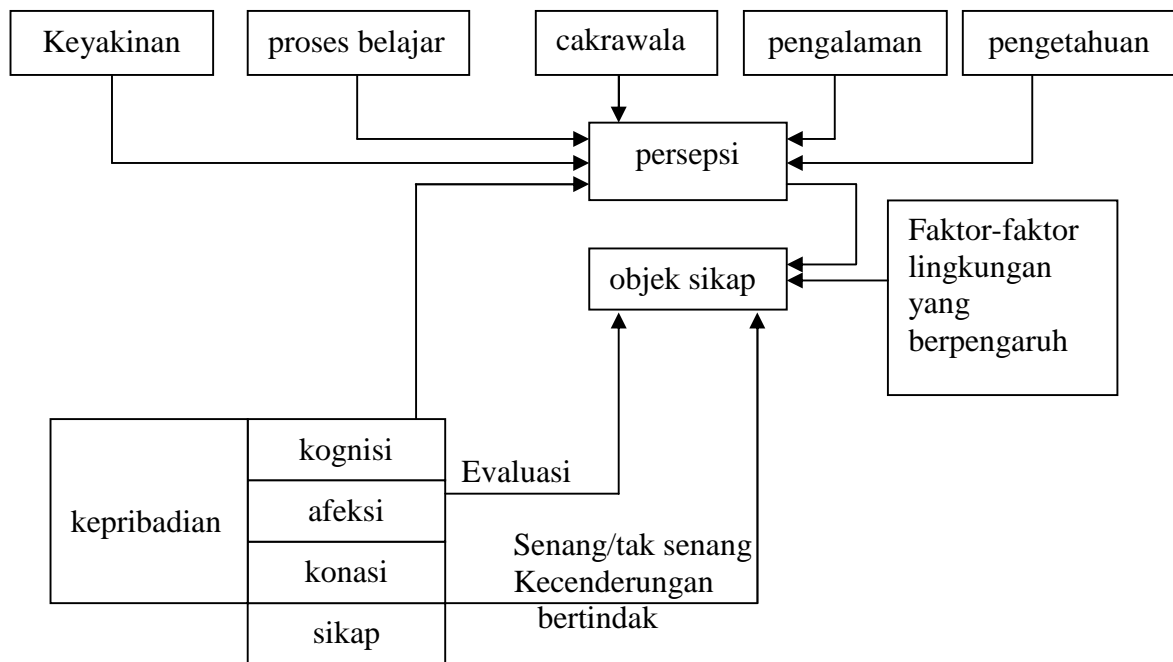 Keyakinan
proses belajar
cakrawala
pengalaman
pengetahuan
persepsi
Faktor-faktor
lingkungan
yang
berpengaruh
objek sikap
kognisi
Evaluasi
kepribadian
afeksi
Senang/tak senang
Kecenderungan
bertindak
konasi
sikap